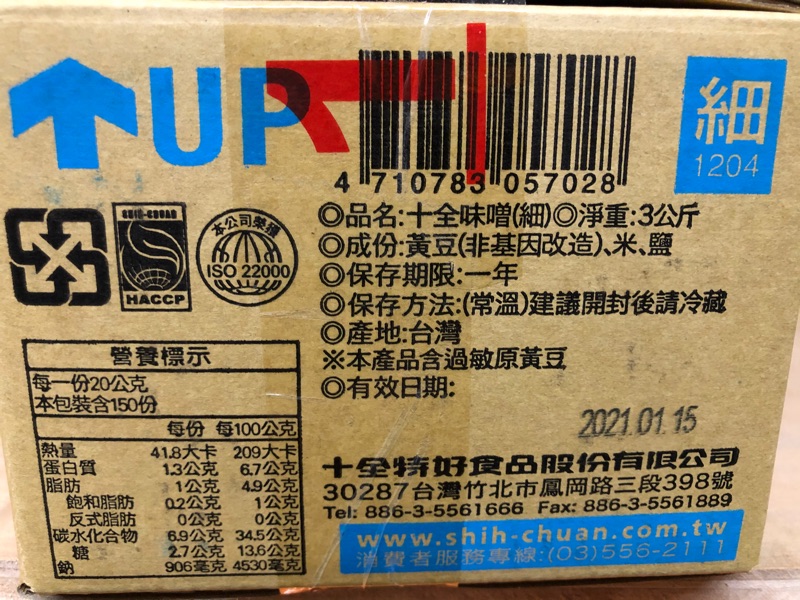 UP
細
1204
4 710783 057028
◎品名:十全味噌(細)◎淨重:3公斤
◎成份:黃豆(非基因改造)、米、鹽
◎保存期限:一年
◎保存方法:(常溫)建議開封後請冷藏
◎產地:台灣
※本產品含過敏原黃豆
◎有效日期:
2021.01.15
SHIH-CHUAN
HACCP
本公司榮獲
ISO 22000
營養標示
每一份20公克
本包裝含150份
每份 每100公克
熱量 41.8大卡 209大卡
蛋白質 1.3公克 6.7公克
脂肪 1公克 4.9公克
飽和脂肪 0.2公克 1公克
反式脂肪 0公克 0公克
碳水化合物 6.9公克 34.5公克
糖 2.7公克 13.6公克
鈉 906毫克 4530毫克
十全特好食品股份有限公司
30287台灣竹北市鳳岡路三段398號
Tel: 886-3-5561666 Fax: 886-3-5561889
www.shih-chuan.com.tw
消費者服務專線:(03)556-2111